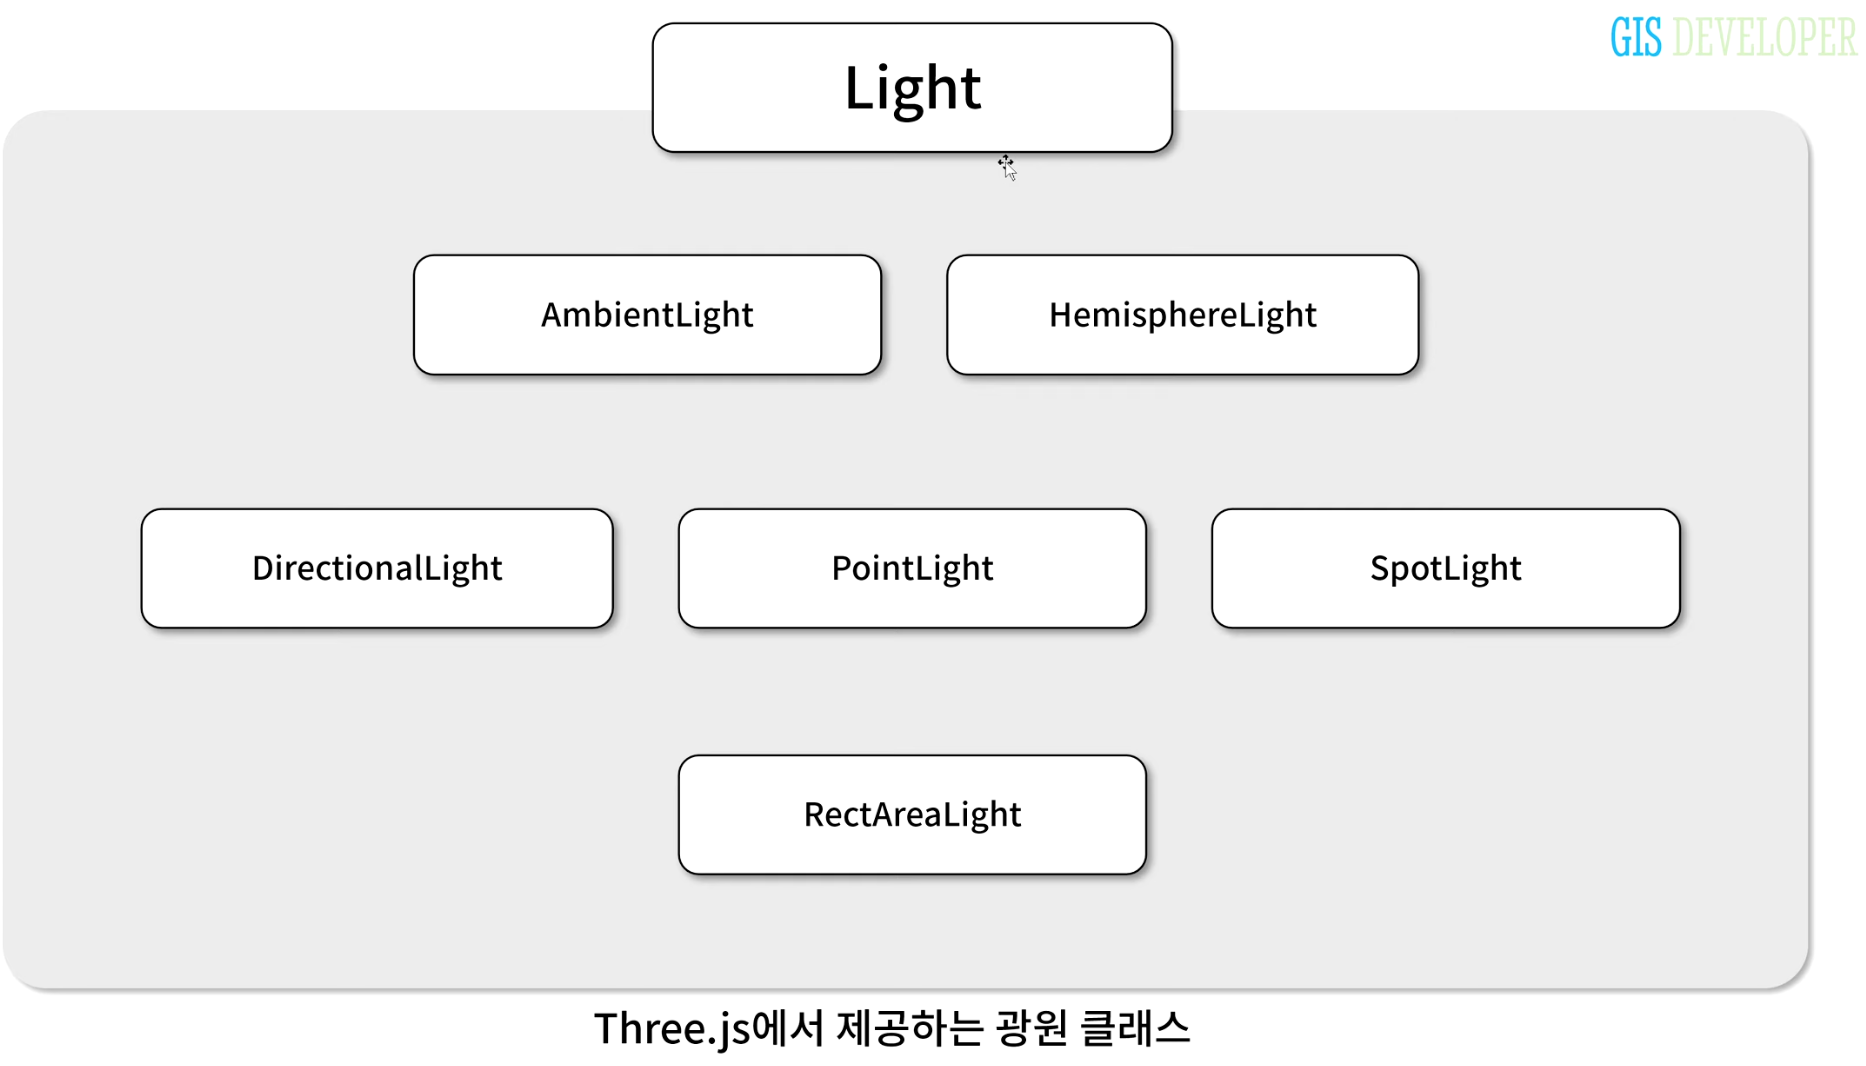 GIS DEVELOPER
Light
AmbientLight
HemisphereLight
DirectionalLight
PointLight
SpotLight
RectAreaLight
Three.js에서 제공하는 광원 클래스